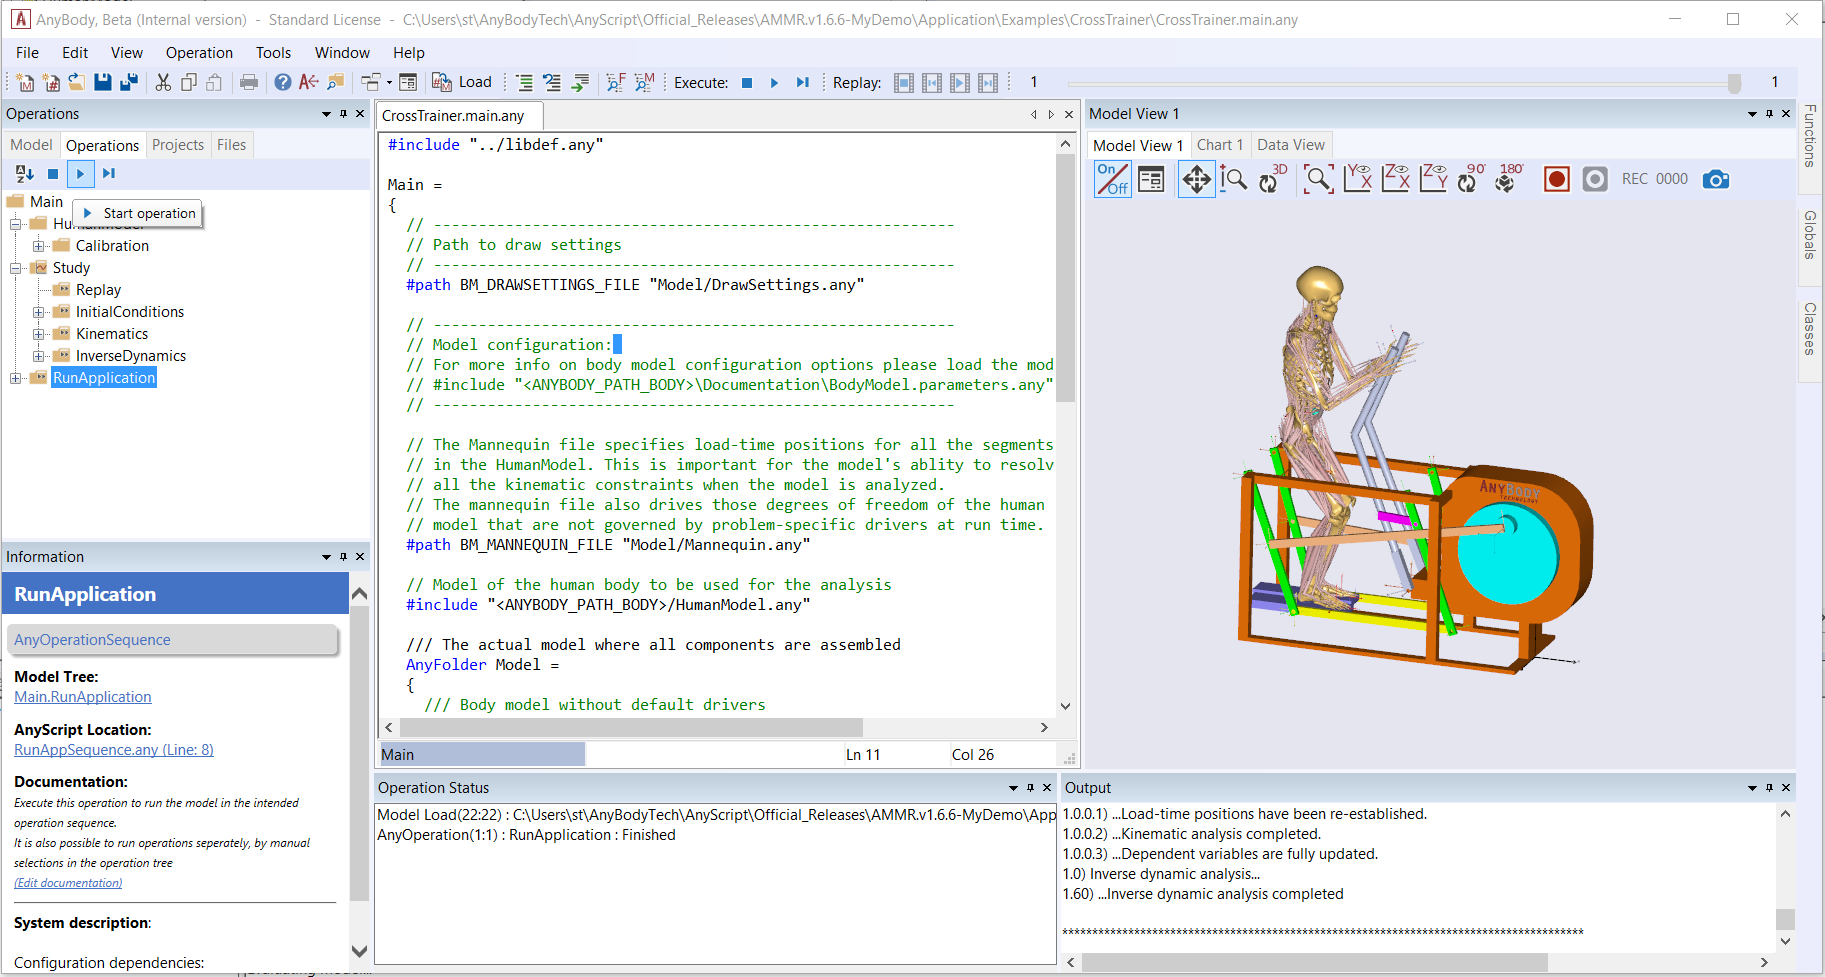 AnyBody, Beta (Internal version) - Standard License - C:\Users\st\AnyBodyTech\AnyScript\Official_Releases\AMMR.v1.6.6-MyDemo\Application\Examples\CrossTrainer\CrossTrainer.main.any
File Edit View Operation Tools Window Help
Load Execute: Replay: 1 1
Operations
Model Operations Projects Files
Main
Start operation
Calibration
Study
Replay
InitialConditions
Kinematics
InverseDynamics
RunApplication
Information
RunApplication
AnyOperationSequence
Model Tree:
Main.RunApplication
AnyScript Location:
RunAppSequence.any (Line: 8)
Documentation:
Execute this operation to run the model in the intended
operation sequence.
It is also possible to run operations seperately, by manual
selections in the operation tree
(Edit documentation)
System description:
Configuration dependencies:
CrossTrainer.main.any
#include "../libdef.any"
Main =
{
// ----------------------------------------------------------
// Path to draw settings
// ----------------------------------------------------------
#path BM_DRAWSETTINGS_FILE "Model/DrawSettings.any"
// ----------------------------------------------------------
// Model configuration:
// For more info on body model configuration options please load the mod
// #include "<ANYBODY_PATH_BODY>\Documentation\BodyModel.parameters.any"
// ----------------------------------------------------------
// The Mannequin file specifies load-time positions for all the segments
// in the HumanModel. This is important for the model's ablity to resolv
// all the kinematic constraints when the model is analyzed.
// The mannequin file also drives those degrees of freedom of the human
// model that are not governed by problem-specific drivers at run time.
#path BM_MANNEQUIN_FILE "Model/Mannequin.any"
// Model of the human body to be used for the analysis
#include "<ANYBODY_PATH_BODY>/HumanModel.any"
/// The actual model where all components are assembled
AnyFolder Model =
{
/// Body model without default drivers
Main Ln 11 Col 26
Model View 1
Model View 1 Chart 1 Data View
On/Off 3D Y X Z X Z Y 90° 180° REC 0000
ANYBODY
TECHNOLOGY
Functions
Globals
Classes
Operation Status
Model Load(22:22) : C:\Users\st\AnyBodyTech\AnyScript\Official_Releases\AMMR.v1.6.6-MyDemo\App
AnyOperation(1:1) : RunApplication : Finished
Output
1.0.0.1) ...Load-time positions have been re-established.
1.0.0.2) ...Kinematic analysis completed.
1.0.0.3) ...Dependent variables are fully updated.
1.0) Inverse dynamic analysis...
1.60) ...Inverse dynamic analysis completed